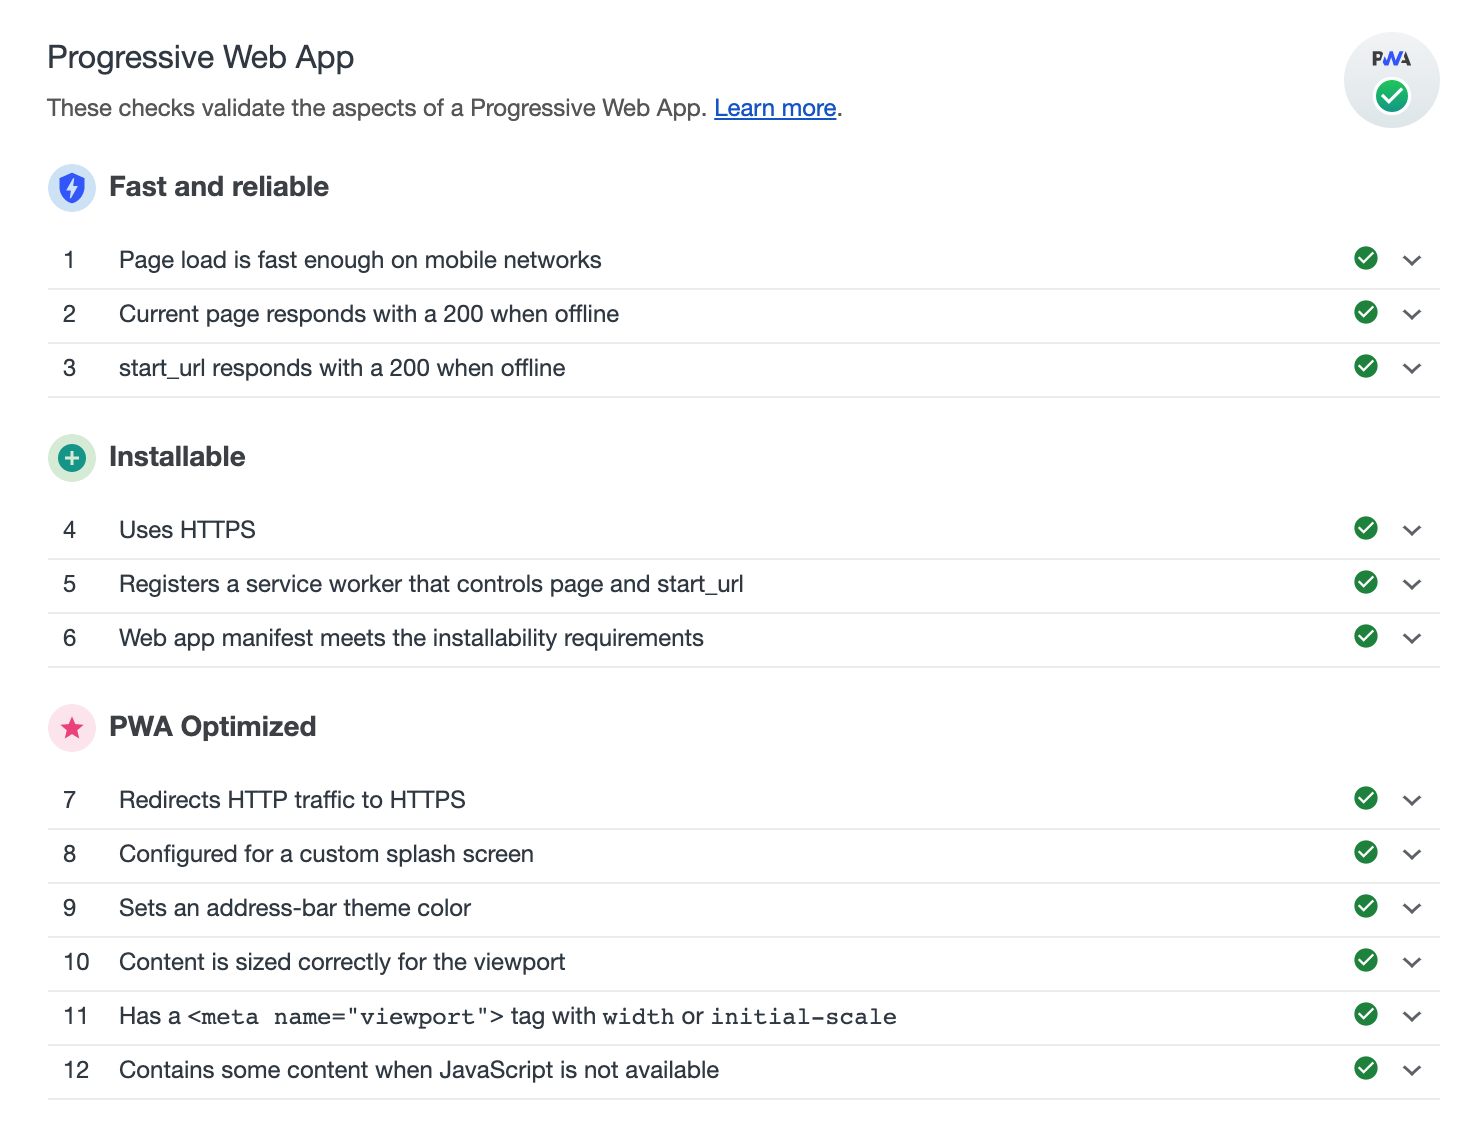 Progressive Web App
PWA
These checks validate the aspects of a Progressive Web App. Learn more.
Fast and reliable
1 Page load is fast enough on mobile networks
2 Current page responds with a 200 when offline
3 start_url responds with a 200 when offline
Installable
4 Uses HTTPS
5 Registers a service worker that controls page and start_url
6 Web app manifest meets the installability requirements
PWA Optimized
7 Redirects HTTP traffic to HTTPS
8 Configured for a custom splash screen
9 Sets an address-bar theme color
10 Content is sized correctly for the viewport
11 Has a <meta name="viewport"> tag with width or initial-scale
12 Contains some content when JavaScript is not available